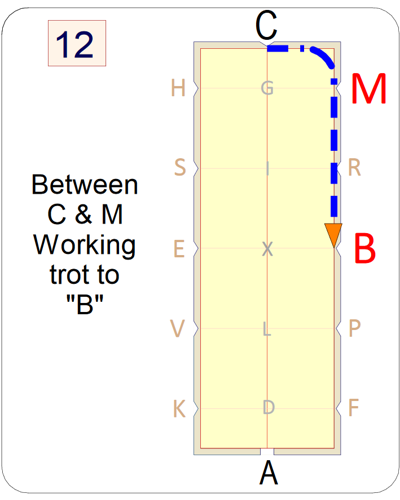 12
C
H G M
S I R
Between
C & M
Working
trot to
"B"
E X B
V L P
K D F
A